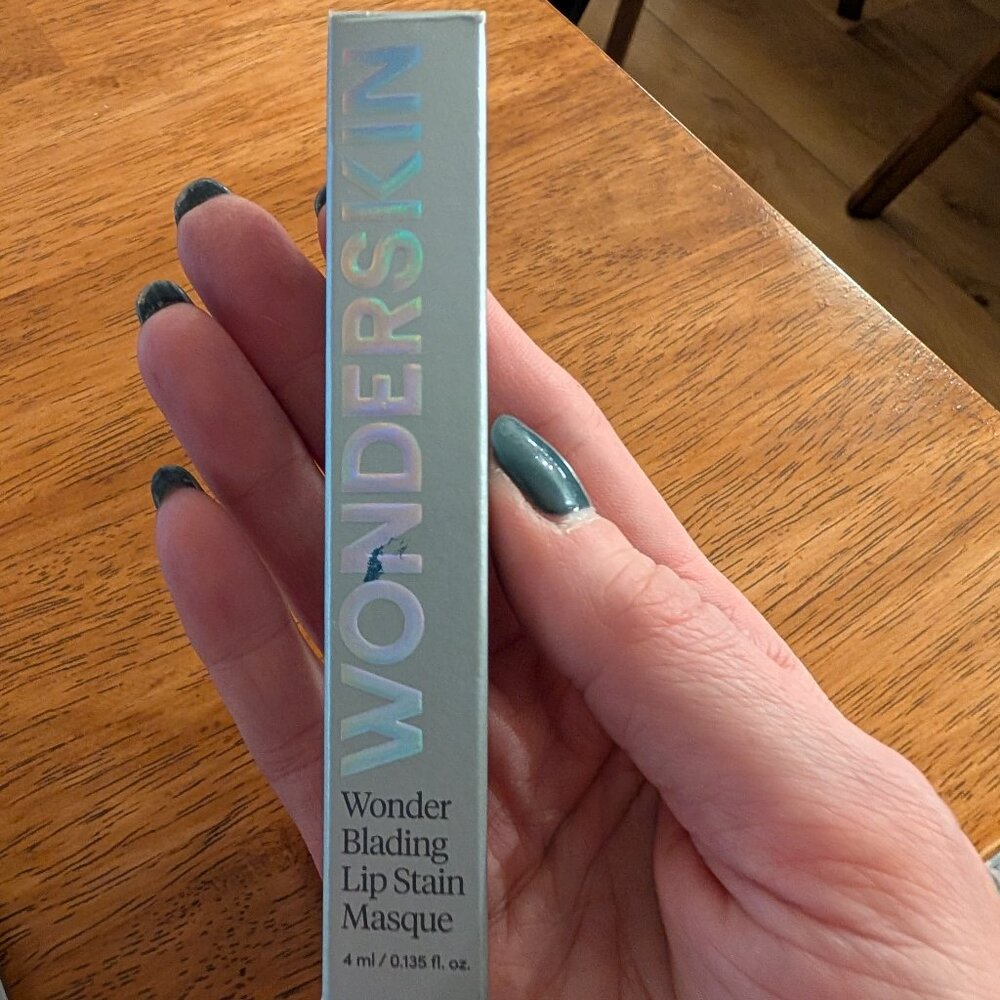 WONDERSKIN
Wonder
Blading
Lip Stain
Masque
4 ml / 0.135 fl. oz.